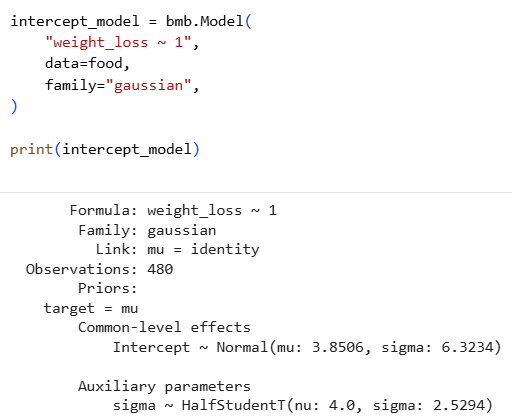 intercept_model = bmb.Model(
    "weight_loss ~ 1",
    data=food,
    family="gaussian",
)
print(intercept_model)
Formula: weight_loss ~ 1
Family: gaussian
Link: mu = identity
Observations: 480
Priors:
target = mu
Common-level effects
Intercept ~ Normal(mu: 3.8506, sigma: 6.3234)
Auxiliary parameters
sigma ~ HalfStudentT(nu: 4.0, sigma: 2.5294)